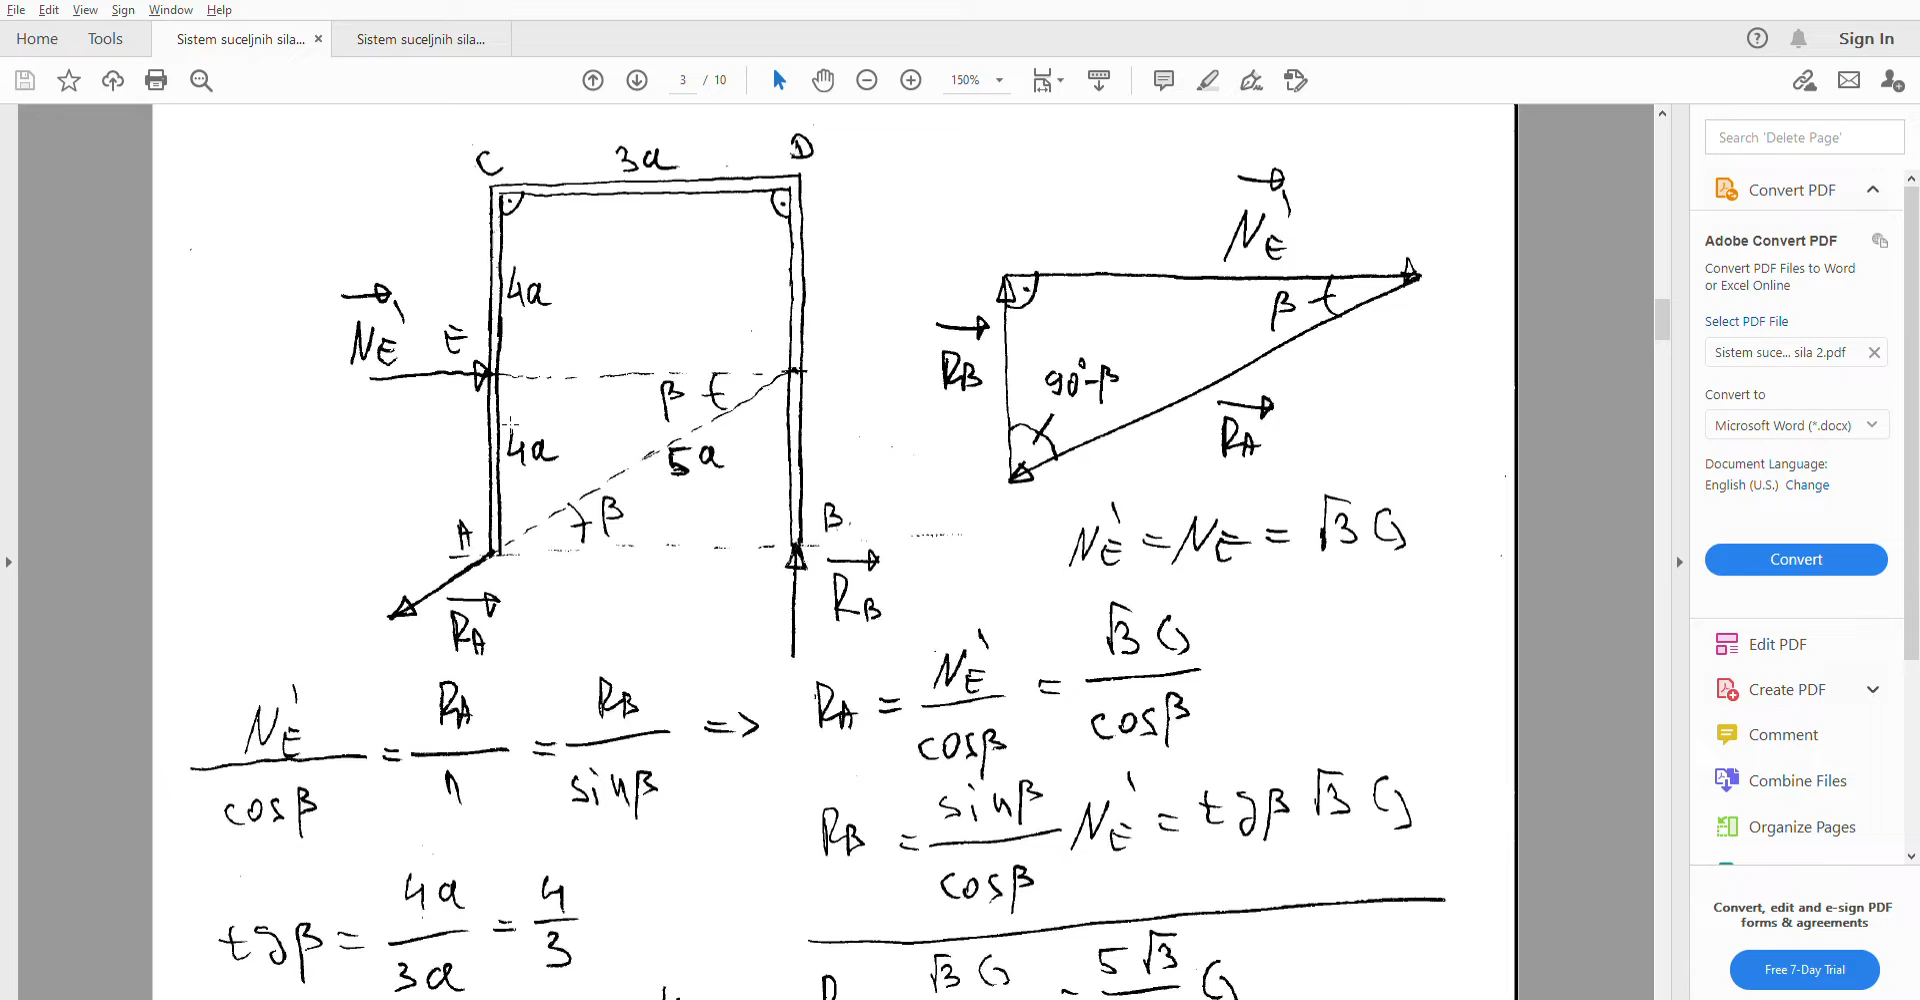 File Edit View Sign Window Help
Home Tools Sistem suceljnih sila... × Sistem suceljnih sila... Sign In
3 / 10 150%
C 3a D
4a
N'E E
β
4a
5a
A β B
RA RB
N'E
β
RB 90°-β
RA
N'E = NE = √3 G
N'E / cosβ = RA / 1 = RB / sinβ => RA = N'E / cosβ = √3 G / cosβ
RB = sinβ / cosβ N'E = tgβ √3 G
tgβ = 4a / 3a = 4 / 3
√3 G = 5√3 G
Search 'Delete Page'
Convert PDF
Adobe Convert PDF
Convert PDF Files to Word
or Excel Online
Select PDF File
Sistem suce... sila 2.pdf
Convert to
Microsoft Word (*.docx)
Document Language:
English (U.S.) Change
Convert
Edit PDF
Create PDF
Comment
Combine Files
Organize Pages
Convert, edit and e-sign PDF
forms & agreements
Free 7-Day Trial